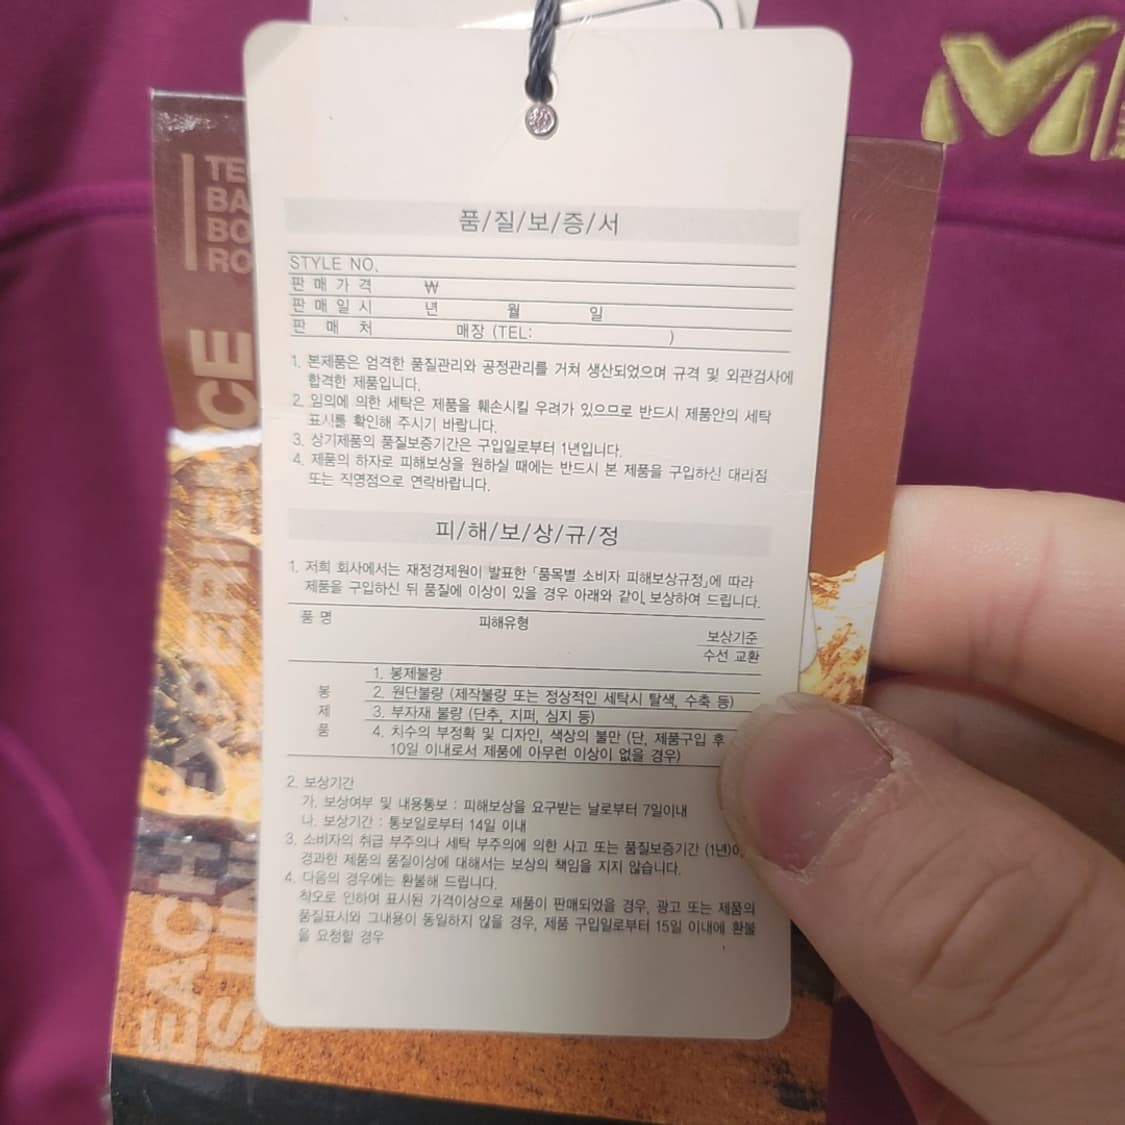 품/질/보/증/서
STYLE NO.
판 매 가 격 ₩
판 매 일 시 년 월 일
판 매 처 매장 (TEL: )
1. 본제품은 엄격한 품질관리와 공정관리를 거쳐 생산되었으며 규격 및 외관검사에
합격한 제품입니다.
2. 임의에 의한 세탁은 제품을 훼손시킬 우려가 있으므로 반드시 제품안의 세탁
표시를 확인해 주시기 바랍니다.
3. 상기제품의 품질보증기간은 구입일로부터 1년입니다.
4. 제품의 하자로 피해보상을 원하실 때에는 반드시 본 제품을 구입하신 대리점
또는 직영점으로 연락바랍니다.
피/해/보/상/규/정
1. 저희 회사에서는 재정경제원이 발표한 「품목별 소비자 피해보상규정」에 따라
제품을 구입하신 뒤 품질에 이상이 있을 경우 아래와 같이 보상하여 드립니다.
품 명 피해유형 보상기준
수선 교환
봉 제 품
1. 봉제불량
2. 원단불량 (제작불량 또는 정상적인 세탁시 탈색, 수축 등)
3. 부자재 불량 (단추, 지퍼, 심지 등)
4. 치수의 부정확 및 디자인, 색상의 불만 (단, 제품구입 후
10일 이내로서 제품에 아무런 이상이 없을 경우)
2. 보상기간
가. 보상여부 및 내용통보 : 피해보상을 요구받는 날로부터 7일이내
나. 보상기간 : 통보일로부터 14일 이내
3. 소비자의 취급 부주의나 세탁 부주의에 의한 사고 또는 품질보증기간 (1년)이
경과한 제품의 품질이상에 대해서는 보상의 책임을 지지 않습니다.
4. 다음의 경우에는 환불해 드립니다.
착오로 인하여 표시된 가격이상으로 제품이 판매되었을 경우, 광고 또는 제품의
품질표시와 그내용이 동일하지 않을 경우, 제품 구입일로부터 15일 이내에 환불
을 요청할 경우
TE
BA
BO
RO
EACH EXPERIENCE
IS
M